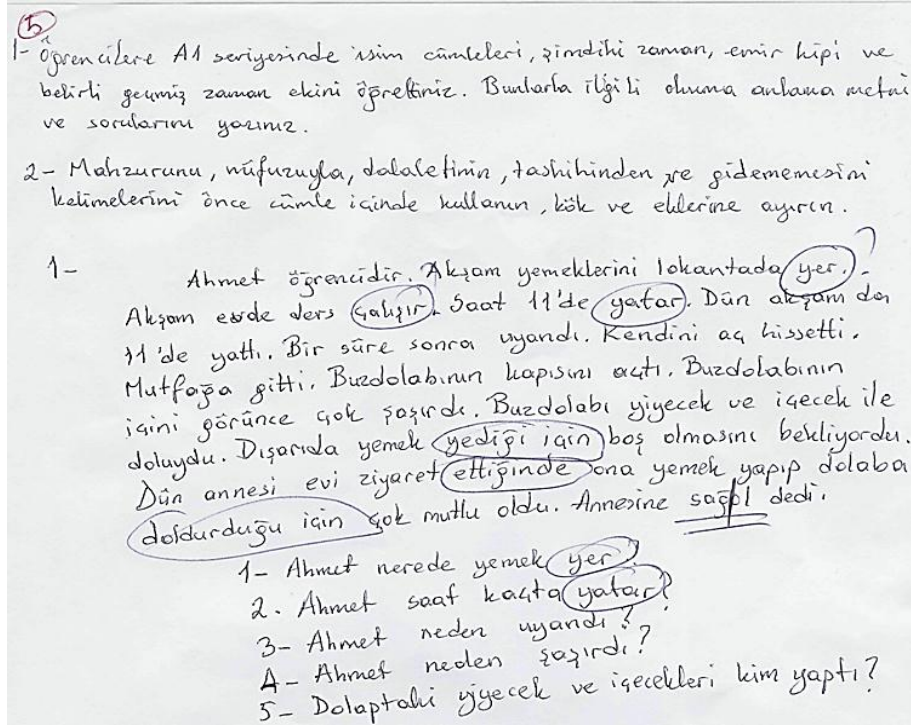 5
1- Öğrencilere A1 seviyesinde isim cümleleri, şimdiki zaman, emir kipi ve
belirli geçmiş zaman ekini öğrettiniz. Bunlarla ilgili okuma anlama metni
ve sorularını yazınız.
2- Mahzurunu, nüfuzuyla, dalaletinin, tashihinden ve gidememesini
kelimelerini önce cümle içinde kullanın, kök ve eklerine ayırın.
1- Ahmet öğrencidir. Akşam yemeklerini lokantada yer. ?
Akşam evde ders çalışır. Saat 11'de yatar. Dün akşam da
11'de yattı. Bir süre sonra uyandı. Kendini aç hissetti.
Mutfağa gitti. Buzdolabının kapısını açtı. Buzdolabının
içini görünce çok şaşırdı. Buzdolabı yiyecek ve içecek ile
doluydu. Dışarıda yemek yediği için boş olmasını bekliyordu.
Dün annesi evi ziyaret ettiğinde ona yemek yapıp dolaba
doldurduğu için çok mutlu oldu. Annesine sağol dedi.
1- Ahmet nerede yemek yer?
2. Ahmet saat kaçta yatar?
3- Ahmet neden uyandı?
4- Ahmet neden şaşırdı?
5- Dolaptaki yiyecek ve içecekleri kim yaptı?